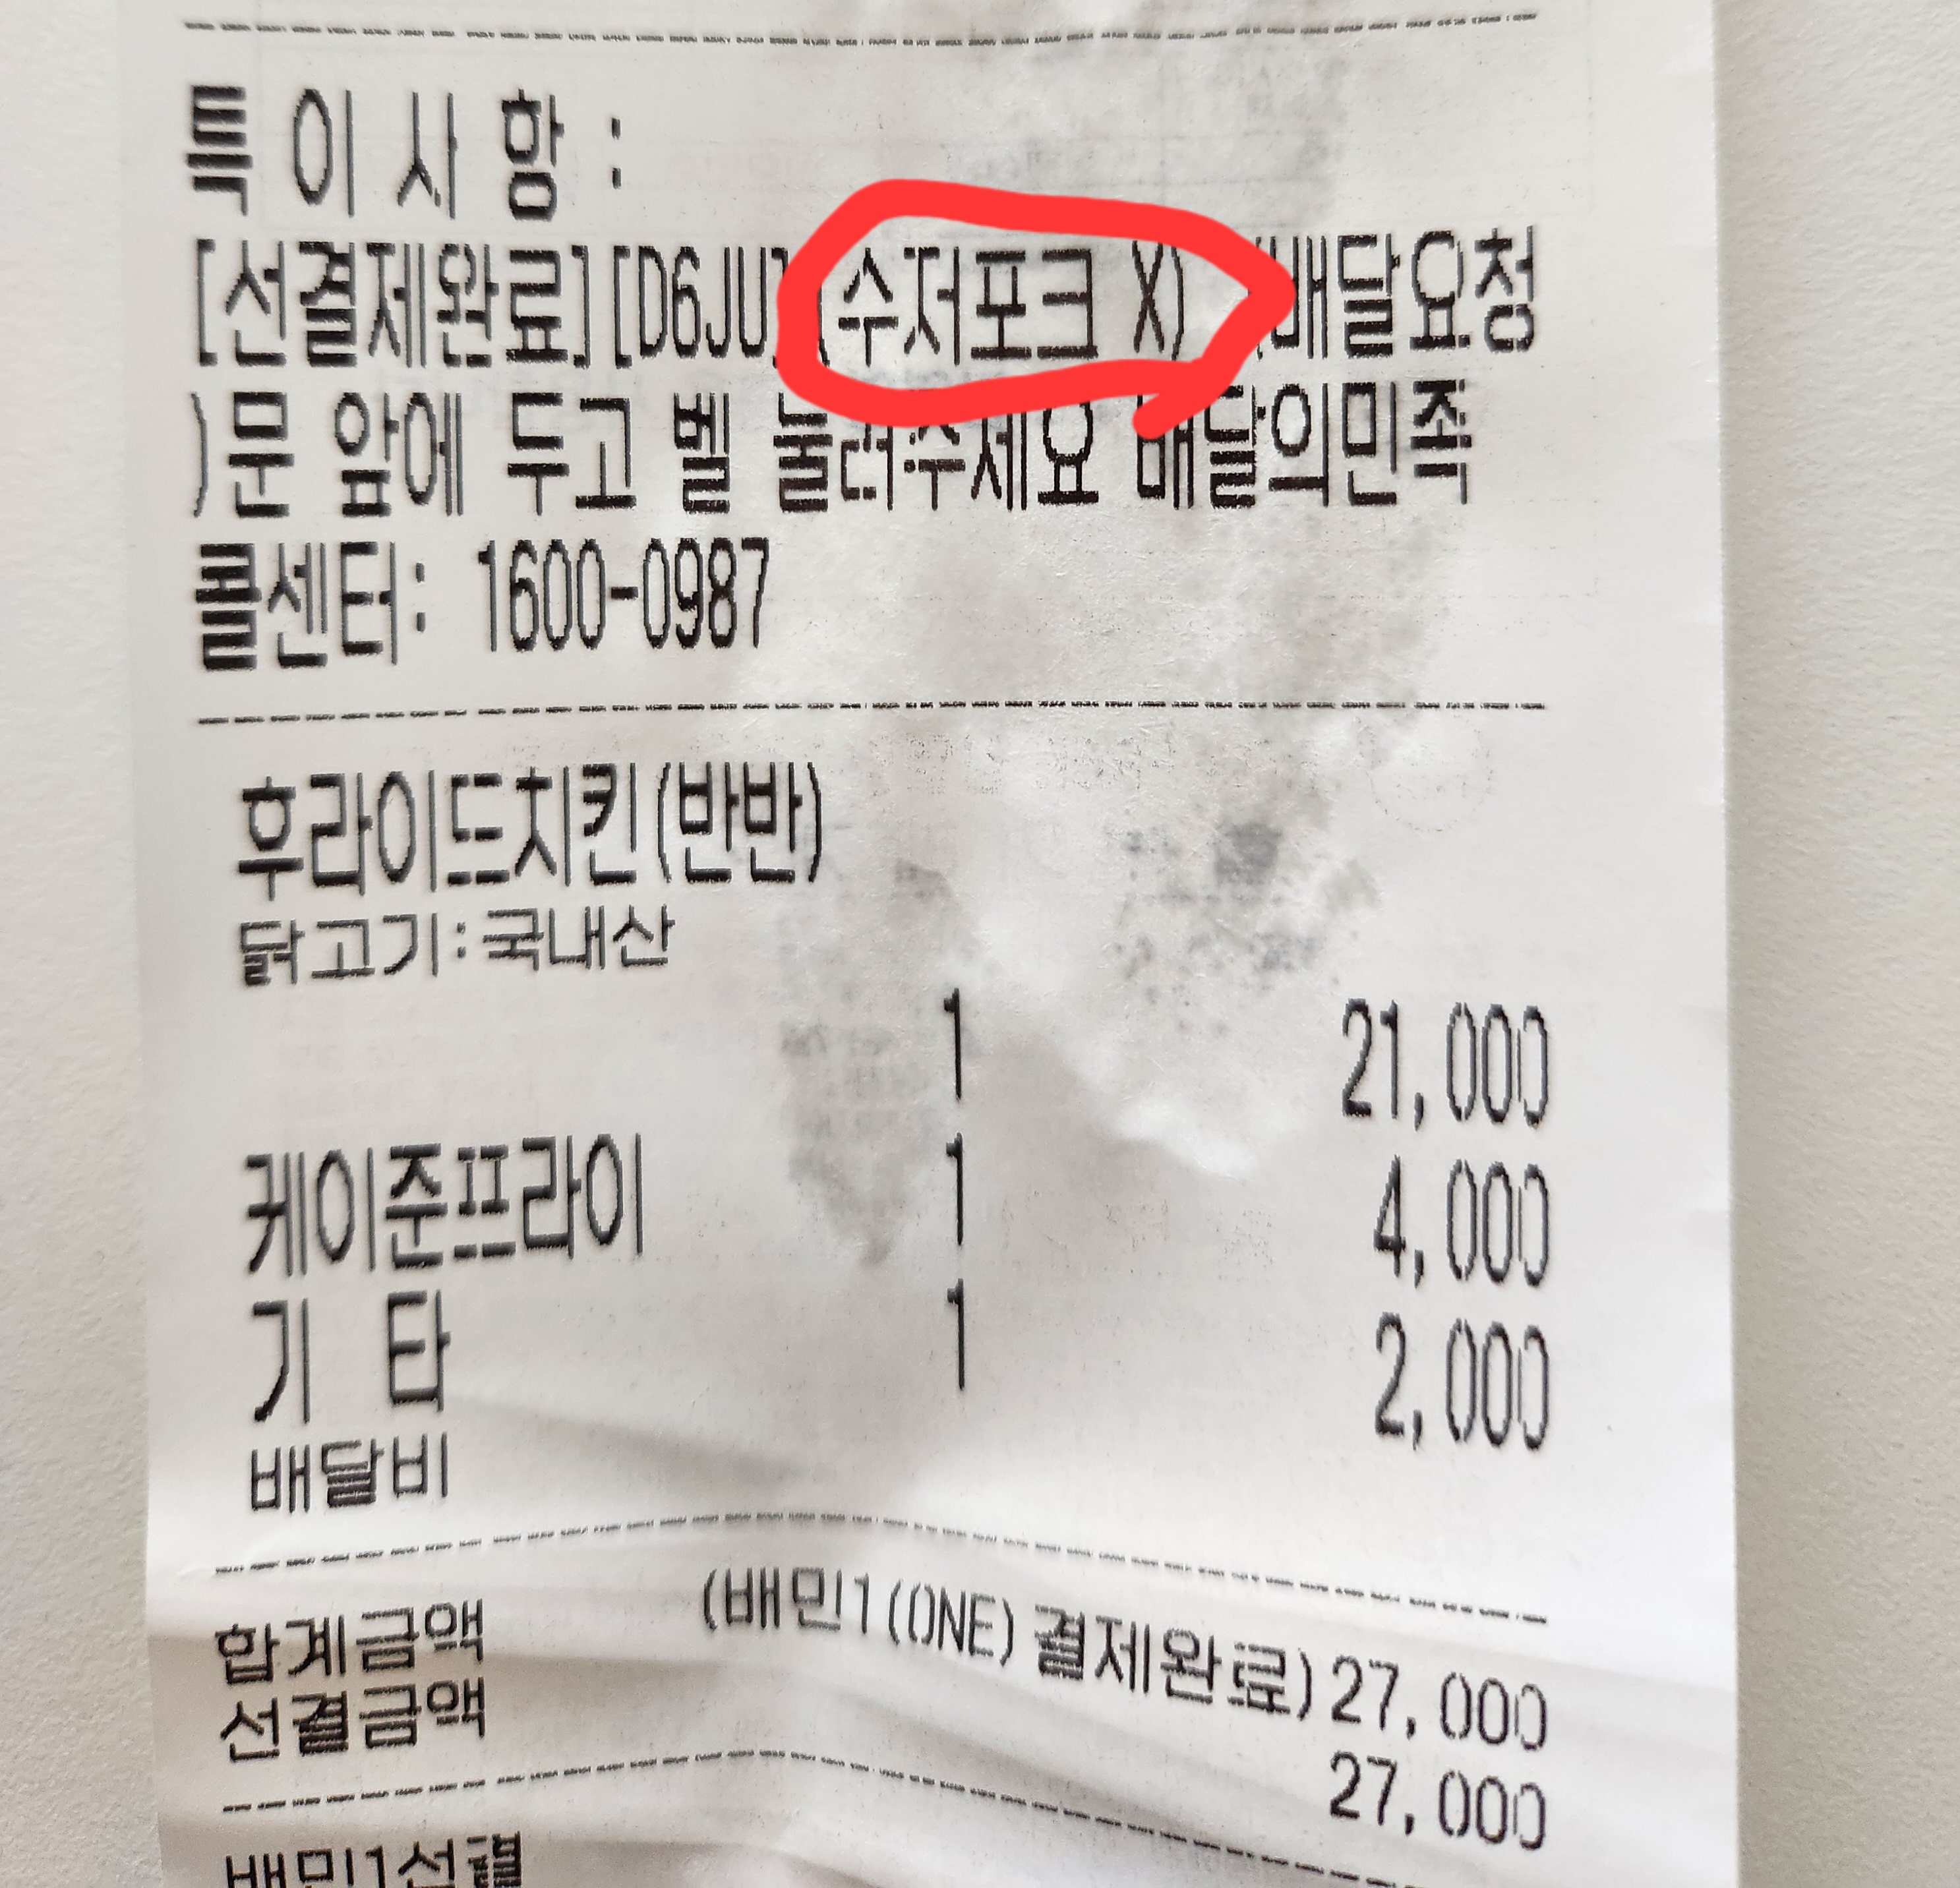 특이사항 :
[선결제완료][D6JU] (수저포크 X) (배달요청
)문 앞에 두고 벨 눌러주세요 배달의민족
콜센터: 1600-0987
후라이드치킨(반반)
닭고기:국내산
1 21,000
케이준프라이 1 4,000
기 타 1 2,000
배달비
합계금액 (배민1(ONE) 결제완료)27,000
선결금액 27,000
배민1선결